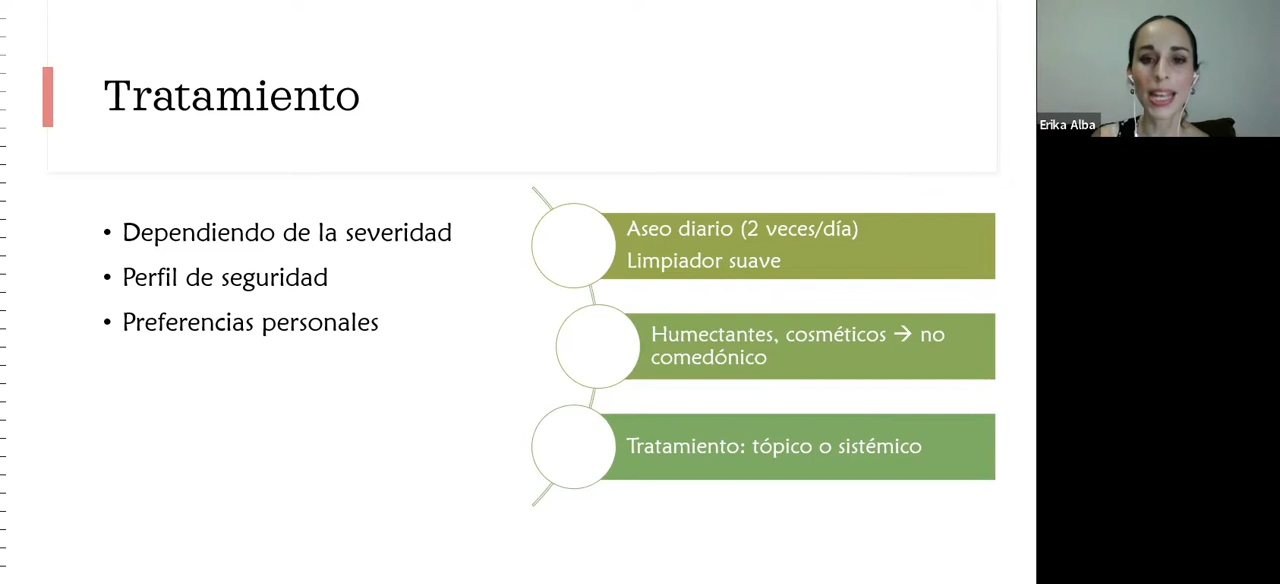 Tratamiento
• Dependiendo de la severidad
• Perfil de seguridad
• Preferencias personales
Aseo diario (2 veces/día)
Limpiador suave
Humectantes, cosméticos → no
comedónico
Tratamiento: tópico o sistémico
Erika Alba